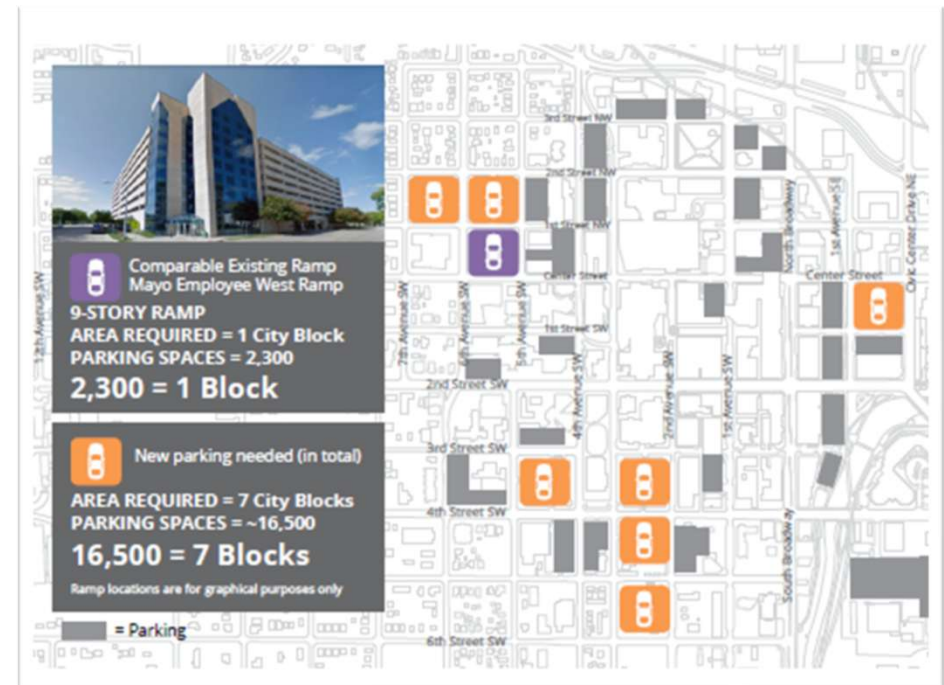 Comparable Existing Ramp
Mayo Employee West Ramp
9-STORY RAMP
AREA REQUIRED = 1 City Block
PARKING SPACES = 2,300
2,300 = 1 Block
New parking needed (in total)
AREA REQUIRED = 7 City Blocks
PARKING SPACES = ~16,500
16,500 = 7 Blocks
Ramp locations are for graphical purposes only
= Parking
3rd Street NW
2nd Street NW
1st Street NW
Center Street
Center Street
1st Street SW
2nd Street SW
3rd Street SW
4th Street SW
6th Street SW
12th Avenue SW
7th Avenue SW
6th Avenue SW
5th Avenue SW
4th Avenue SW
2nd Avenue SW
1st Avenue SW
North Broadway
South Broadway
1st Avenue SE
Civic Center Drive NE